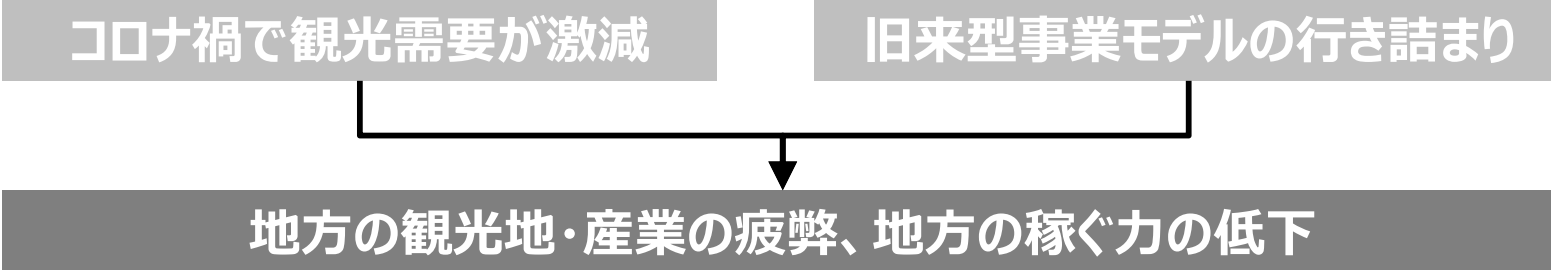 コロナ禍で観光需要が激減
旧来型事業モデルの行き詰まり
地方の観光地・産業の疲弊、地方の稼ぐ力の低下